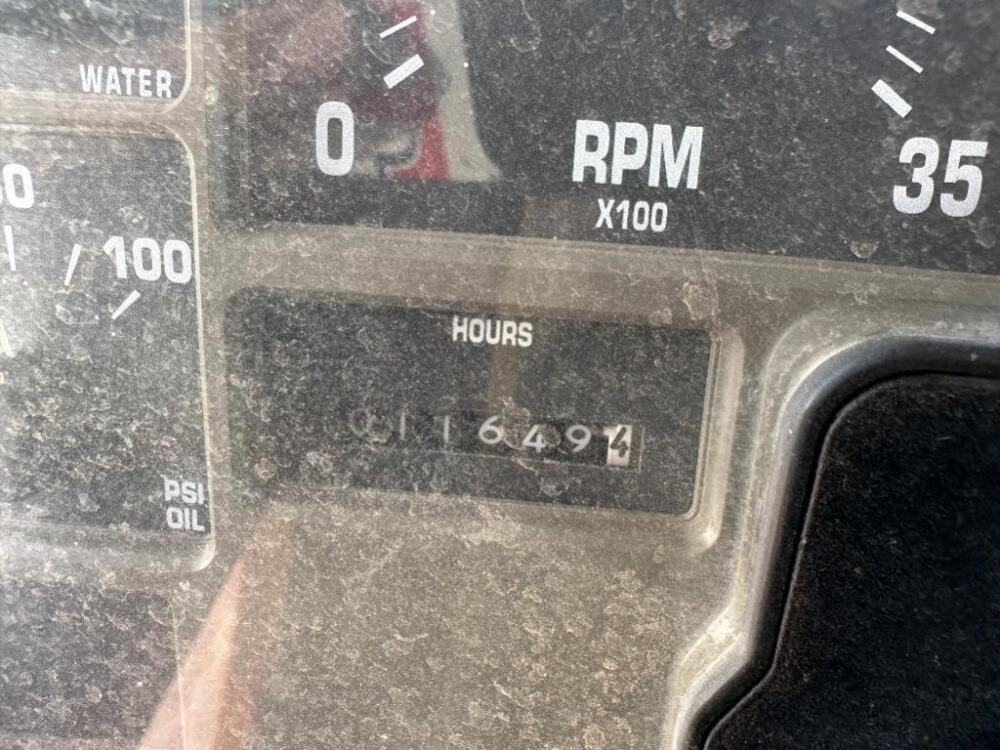 WATER
0
RPM
X100
35
100
HOURS
0116494
PSI
OIL